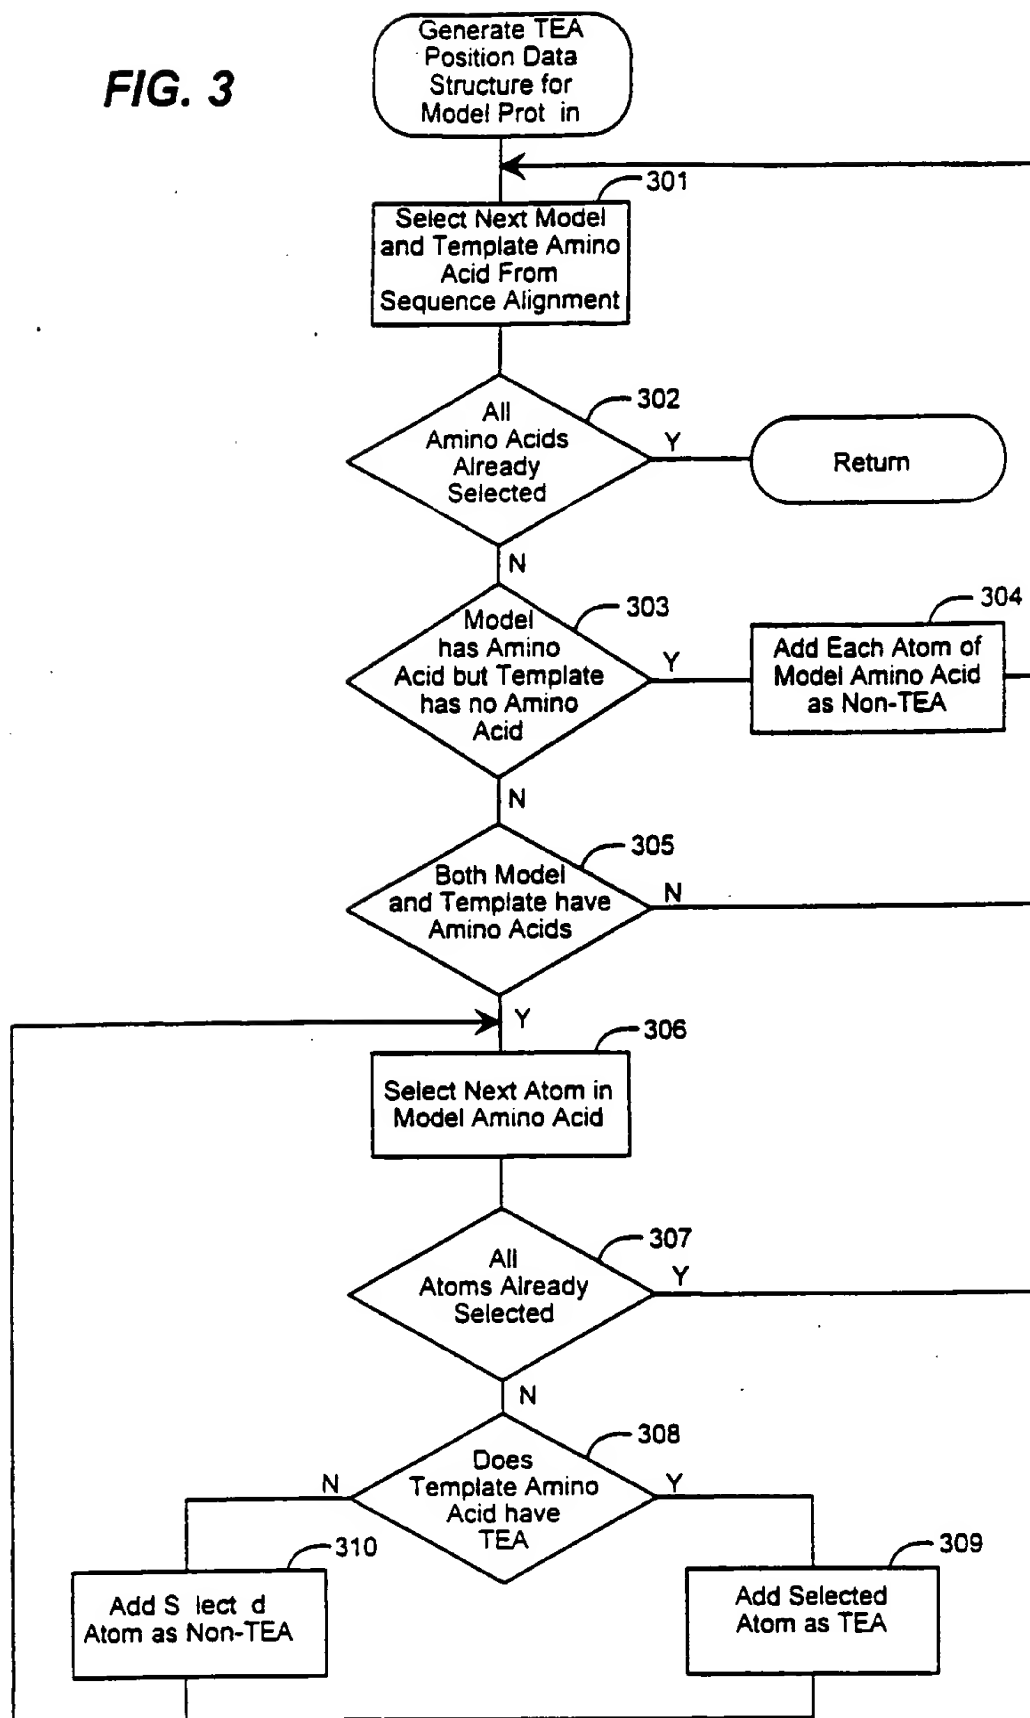 FIG. 3
Generate TEA
Position Data
Structure for
Model Prot in
301
Select Next Model
and Template Amino
Acid From
Sequence Alignment
302
All
Amino Acids
Already
Selected
Y
Return
N
303
Model
has Amino
Acid but Template
has no Amino
Acid
Y
304
Add Each Atom of
Model Amino Acid
as Non-TEA
N
305
Both Model
and Template have
Amino Acids
N
Y
306
Select Next Atom in
Model Amino Acid
307
All
Atoms Already
Selected
Y
N
308
Does
Template Amino
Acid have
TEA
N
Y
310
Add S lect d
Atom as Non-TEA
309
Add Selected
Atom as TEA